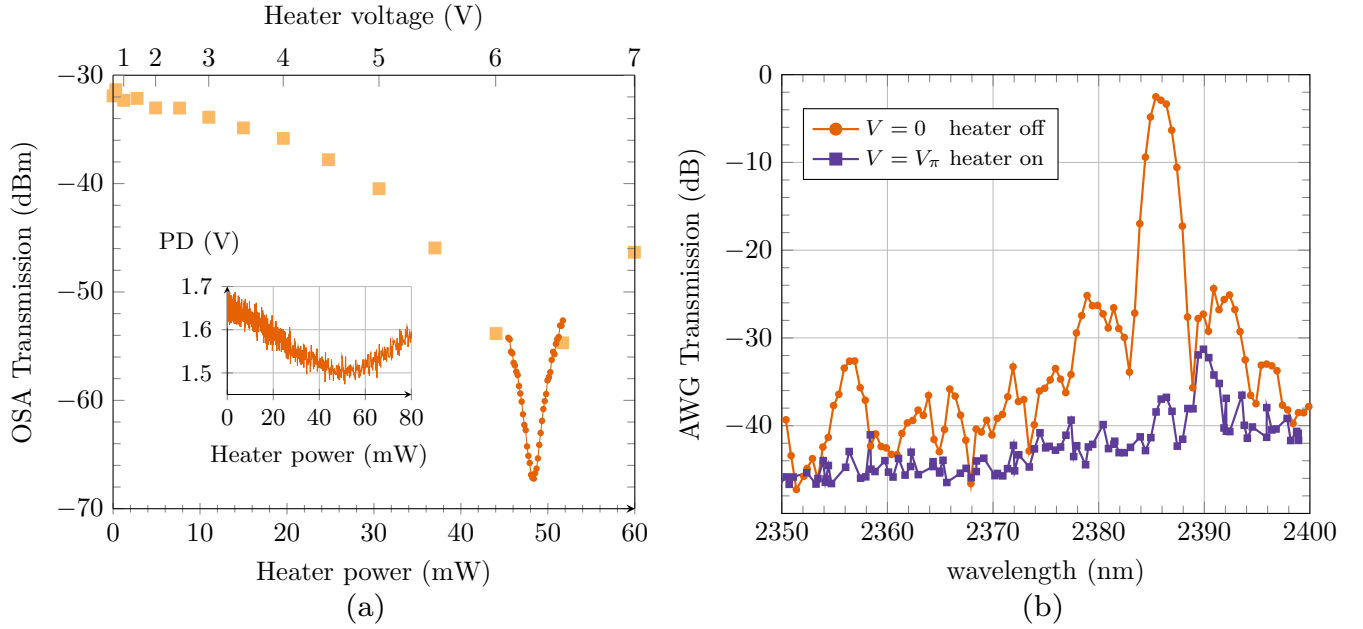 Heater voltage (V)
1 2 3 4 5 6 7
−30
−40
−50
−60
−70
OSA Transmission (dBm)
0 10 20 30 40 50 60
Heater power (mW)
PD (V)
1.7
1.6
1.5
0 20 40 60 80
Heater power (mW)
(a)
0
−10
−20
−30
−40
AWG Transmission (dB)
V = 0 heater off
V = Vπ heater on
2350 2360 2370 2380 2390 2400
wavelength (nm)
(b)